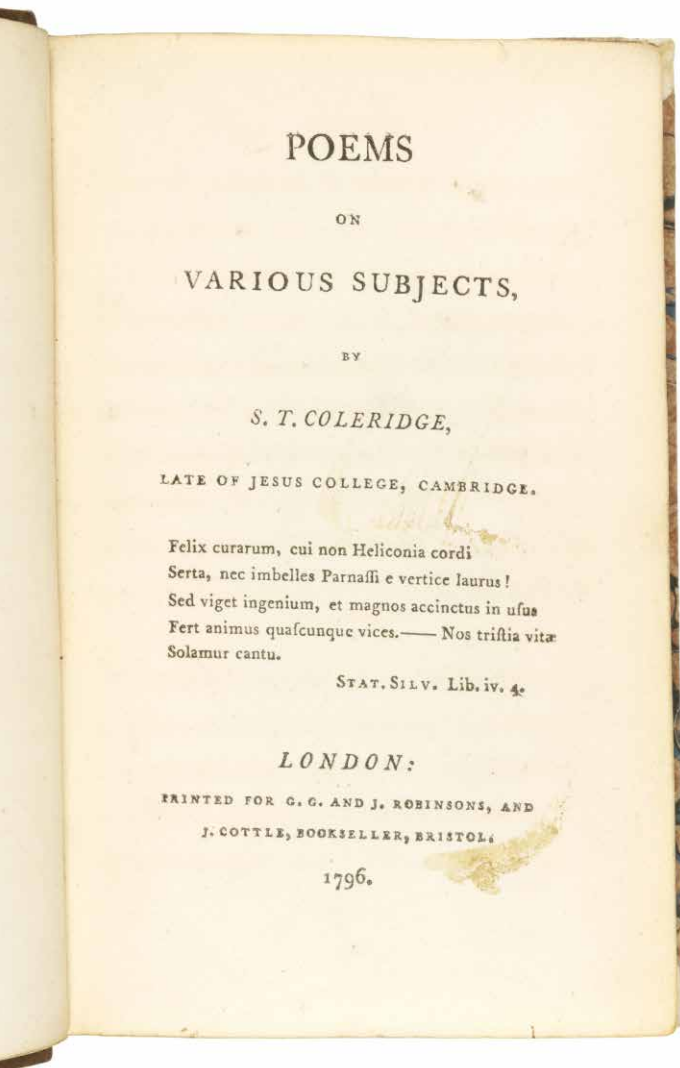 POEMS
ON
VARIOUS SUBJECTS,
BY
S. T. COLERIDGE,
LATE OF JESUS COLLEGE, CAMBRIDGE.
Felix curarum, cui non Heliconia cordi
Serta, nec imbelles Parnaſſi e vertice laurus!
Sed viget ingenium, et magnos accinctus in uſus
Fert animus quaſcunque vices.—— Nos triſtia vitæ
Solamur cantu.
STAT. SILV. Lib. iv. 4.
LONDON:
PRINTED FOR G. G. AND J. ROBINSONS, AND
J. COTTLE, BOOKSELLER, BRISTOL.
1796.